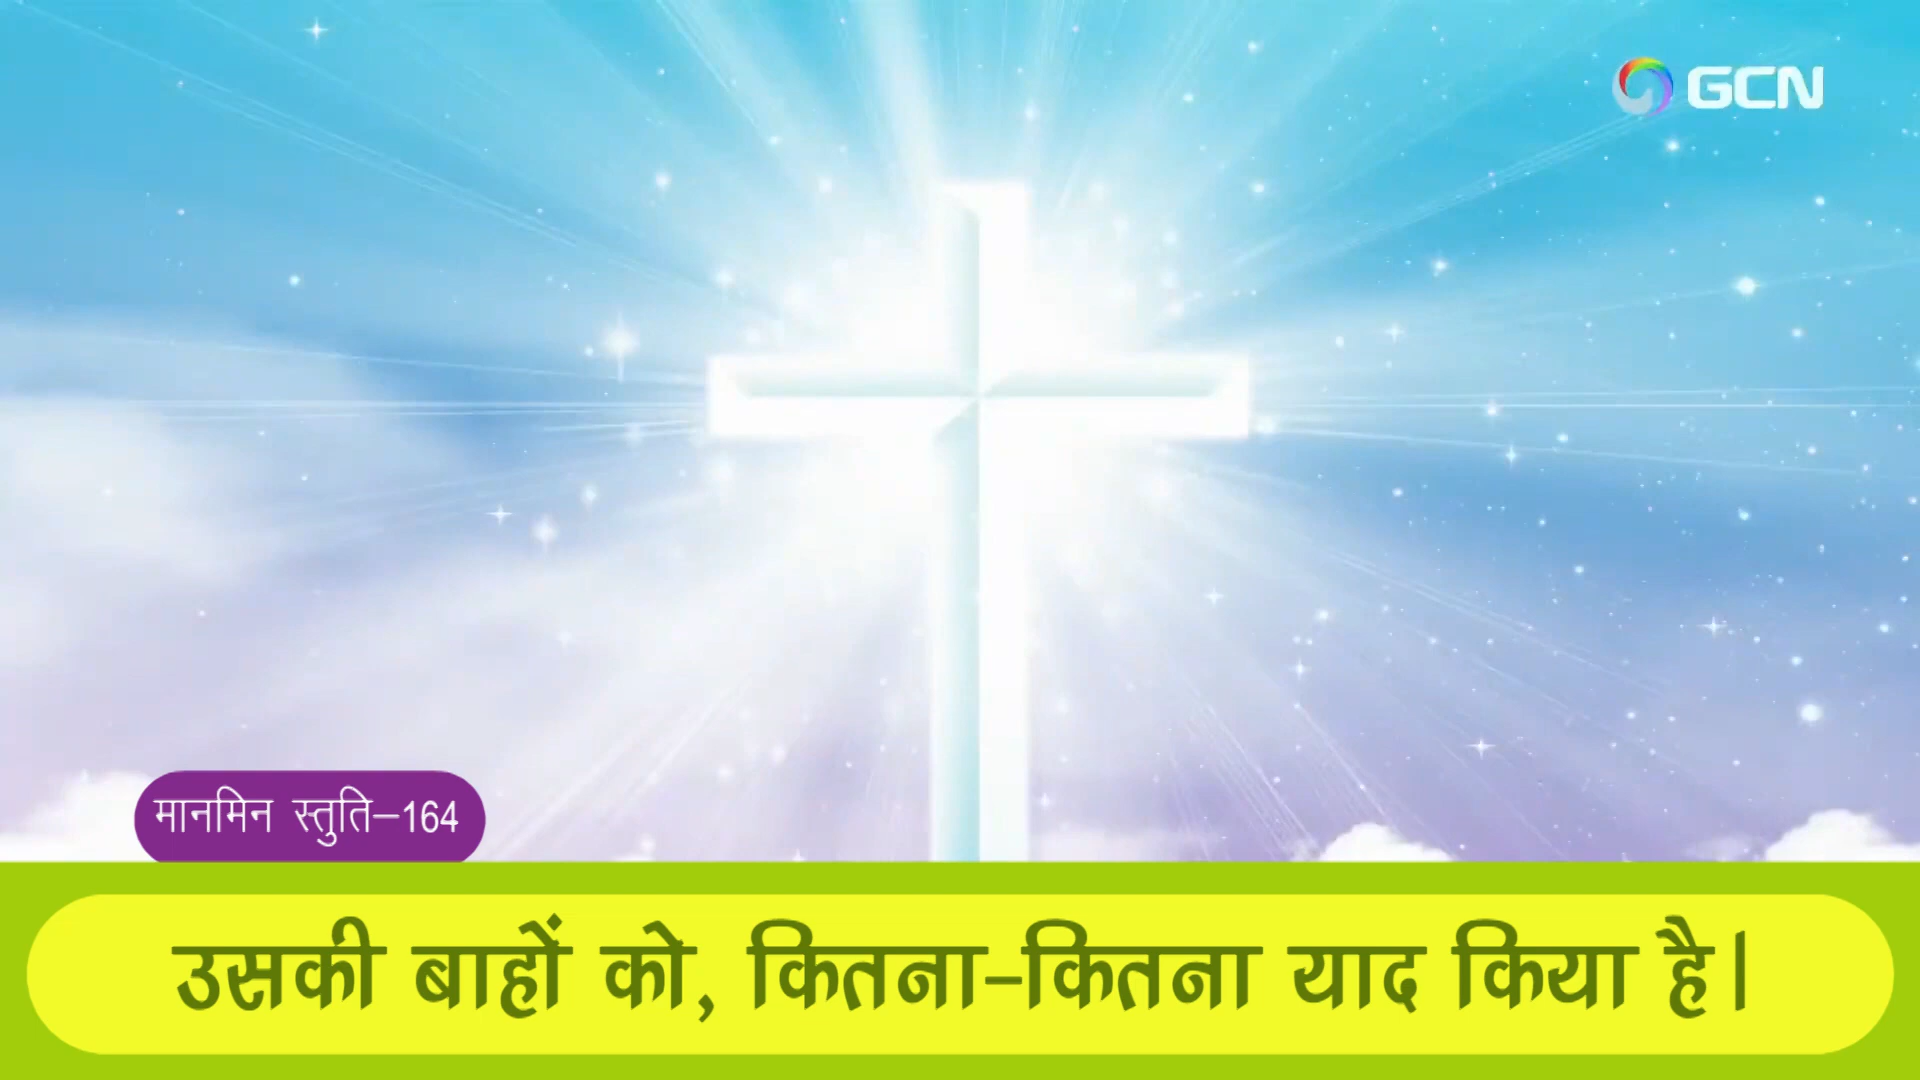 GCN
मानमिन स्तुति–164
उसकी बाहों को, कितना–कितना याद किया है।